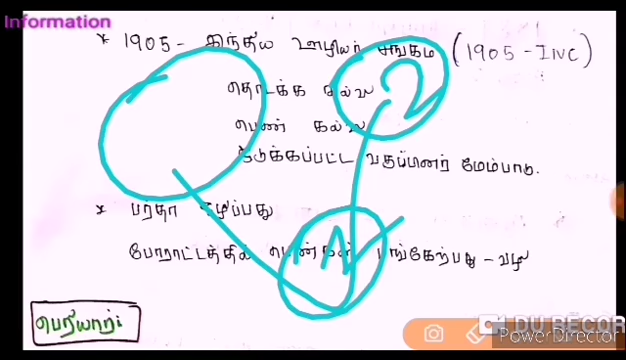 Information
* 1905 - இந்திய ஊழியர் சங்கம் (1905 - INC)
தொடக்க கல்வி
பெண் கல்வி
ஒடுக்கப்பட்ட வகுப்பினர் மேம்பாடு.
* பர்தா ஒழிப்பது
போராட்டத்தில் பெண்கள் பங்கேற்பது - வழி
பெரியார்:
DU RECOR
PowerDirector